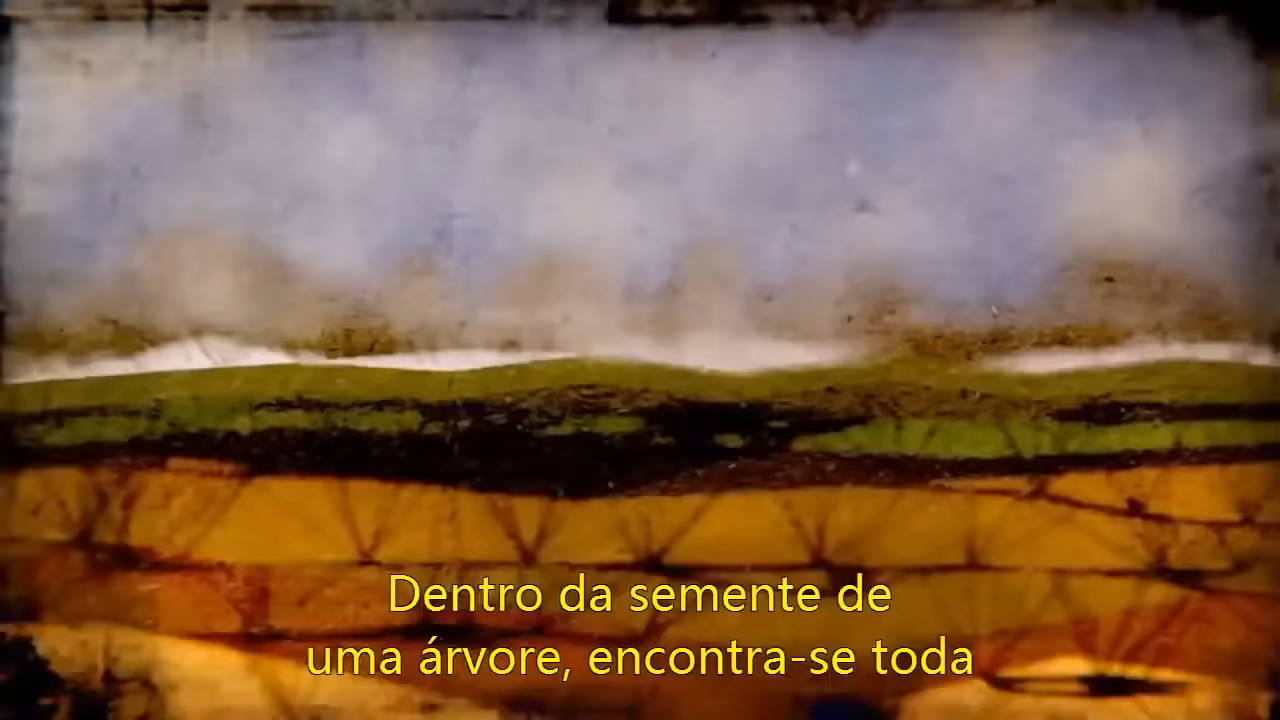 Dentro da semente de
uma árvore, encontra-se toda